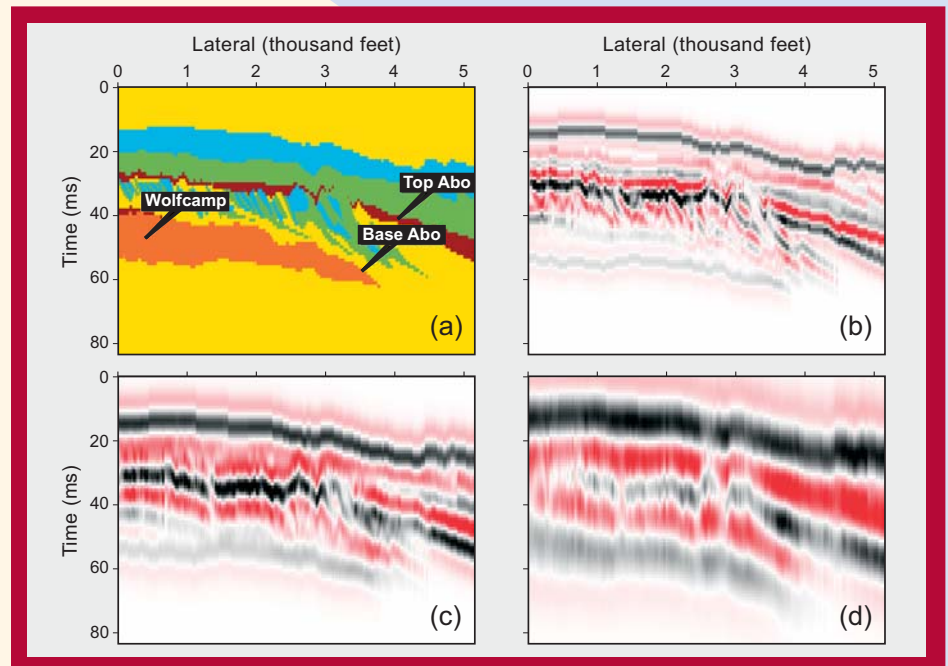 Lateral (thousand feet)
Lateral (thousand feet)
0 1 2 3 4 5
0 1 2 3 4 5
0
20
40
60
80
Time (ms)
Top Abo
Wolfcamp
Base Abo
(a)
(b)
0
20
40
60
80
Time (ms)
(c)
(d)